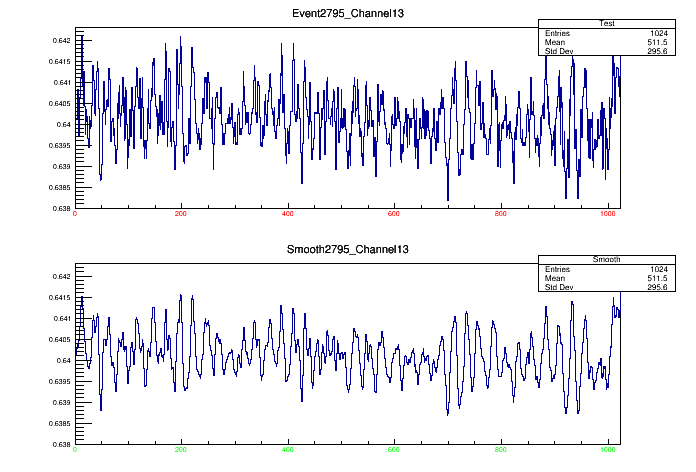 Event2795_Channel13
Test
Entries 1024
Mean 511.5
Std Dev 295.6
0.642
0.6415
0.641
0.6405
0.64
0.6395
0.639
0.6385
0.638
0 200 400 600 800 1000
Smooth2795_Channel13
Smooth
Entries 1024
Mean 511.5
Std Dev 295.6
0.642
0.6415
0.641
0.6405
0.64
0.6395
0.639
0.6385
0.638
0 200 400 600 800 1000